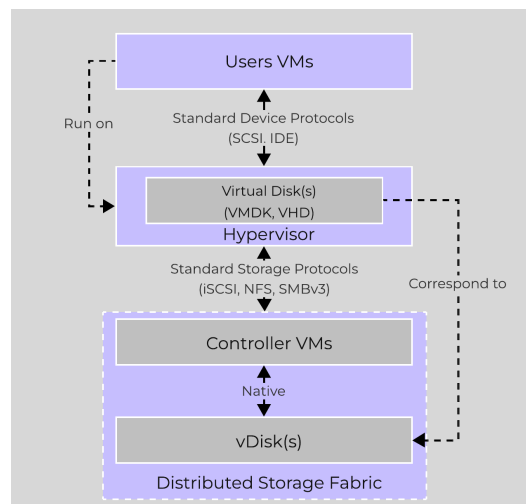 Users VMs
Run on
Standard Device Protocols
(SCSI. IDE)
Virtual Disk(s)
(VMDK, VHD)
Hypervisor
Standard Storage Protocols
(iSCSI, NFS, SMBv3)
Correspond to
Controller VMs
Native
vDisk(s)
Distributed Storage Fabric